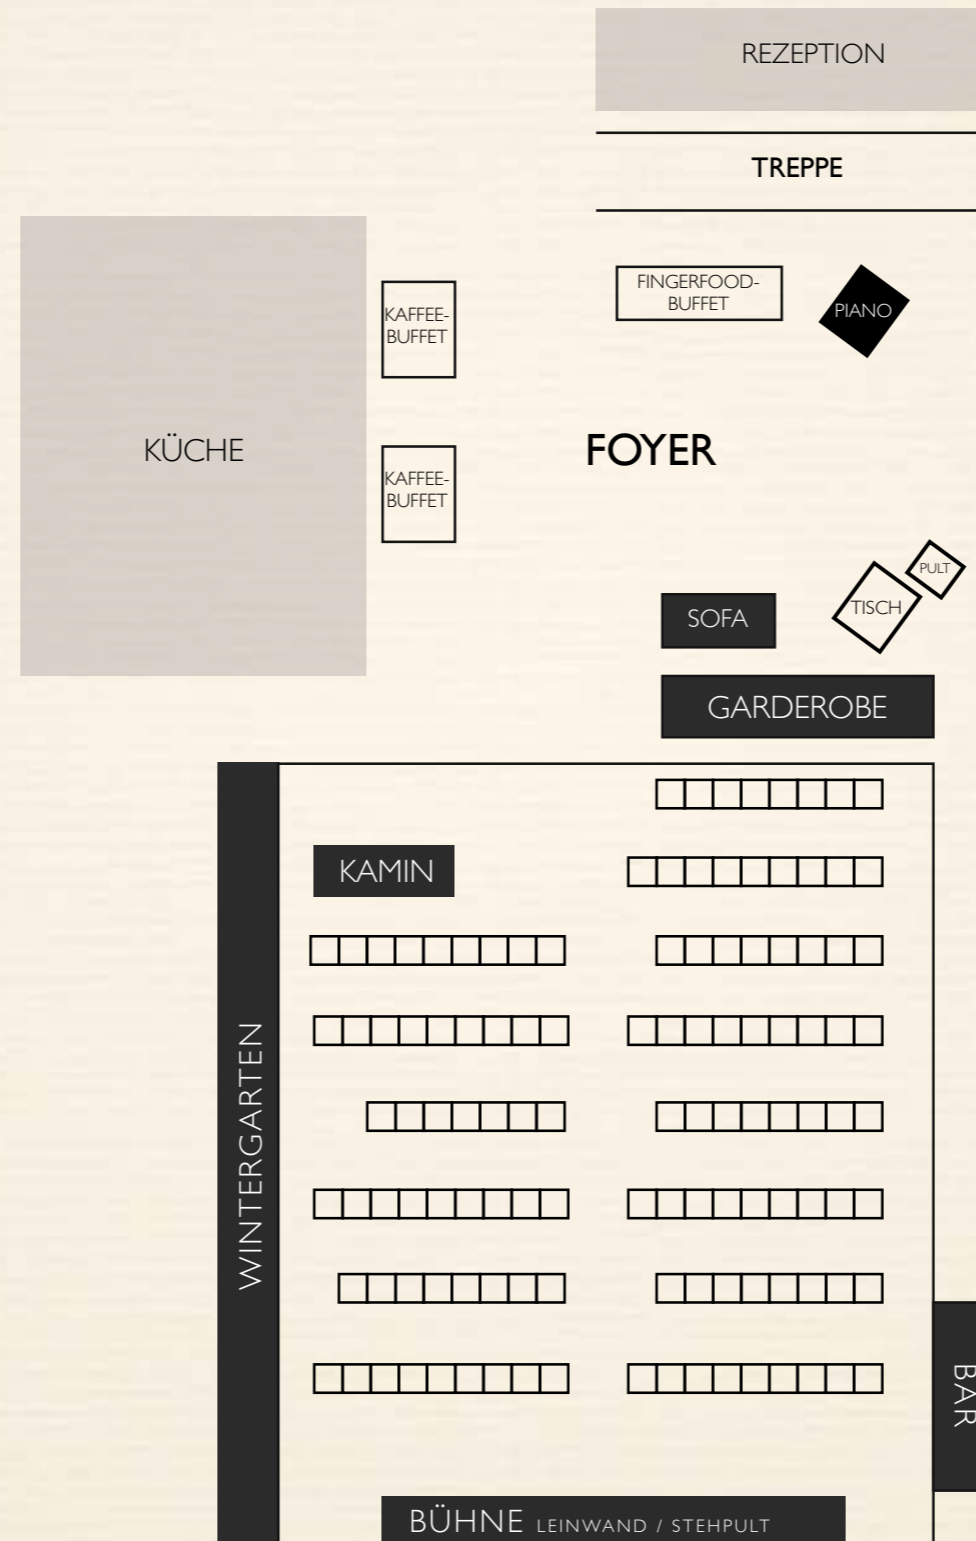 REZEPTION
TREPPE
FINGERFOOD-
BUFFET
PIANO
KAFFEE-
BUFFET
KÜCHE
FOYER
KAFFEE-
BUFFET
PULT
TISCH
SOFA
GARDEROBE
KAMIN
WINTERGARTEN
BAR
BÜHNE LEINWAND / STEHPULT